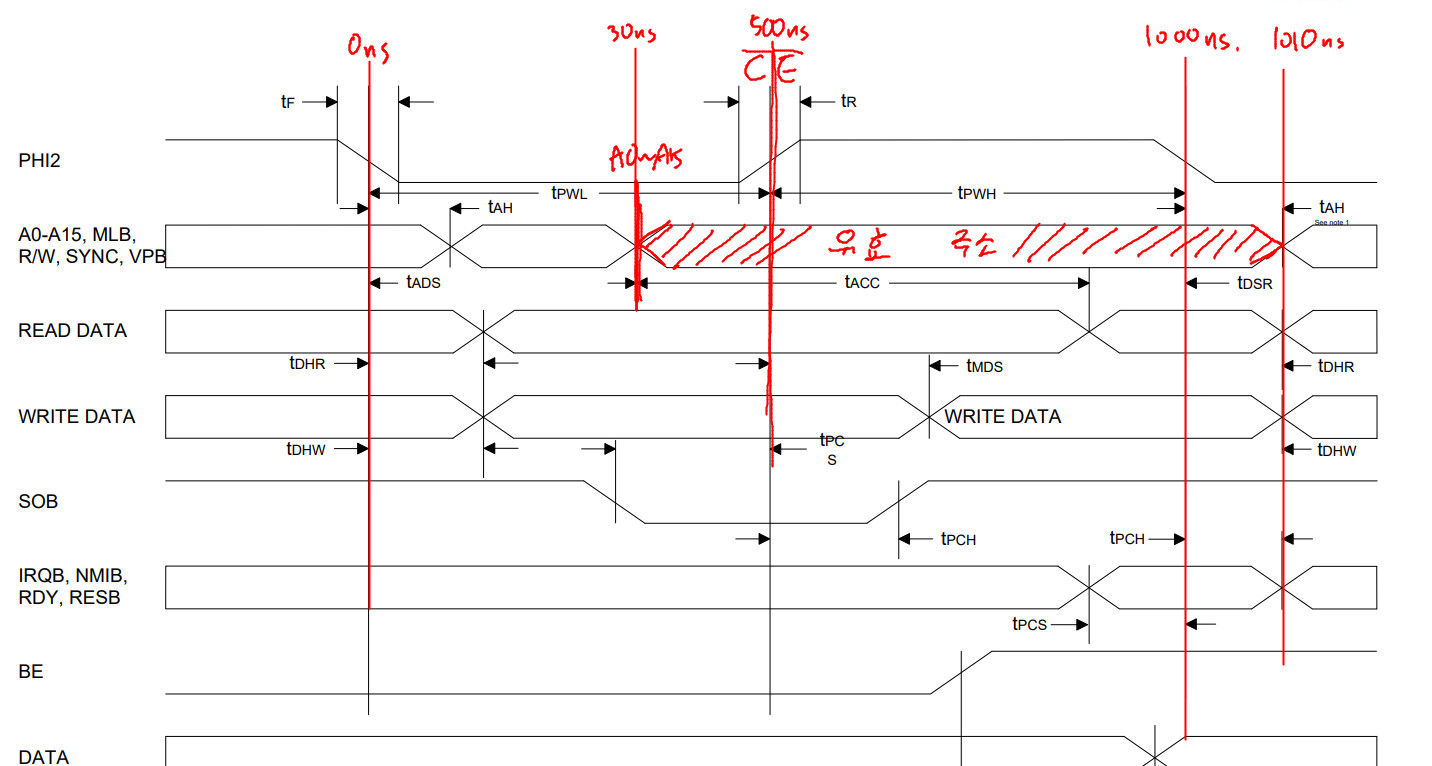 0ns 30ns 500ns 1000ns. 1010ns
CE
tF tR
A0~A15
PHI2
tPWL tPWH
tAH tAH
See note 1
A0-A15, MLB,
R/W, SYNC, VPB
유효 주소
tADS tACC tDSR
READ DATA
tDHR tMDS tDHR
WRITE DATA WRITE DATA
tDHW tPC
S tDHW
SOB
tPCH tPCH
IRQB, NMIB,
RDY, RESB
tPCS
BE
DATA